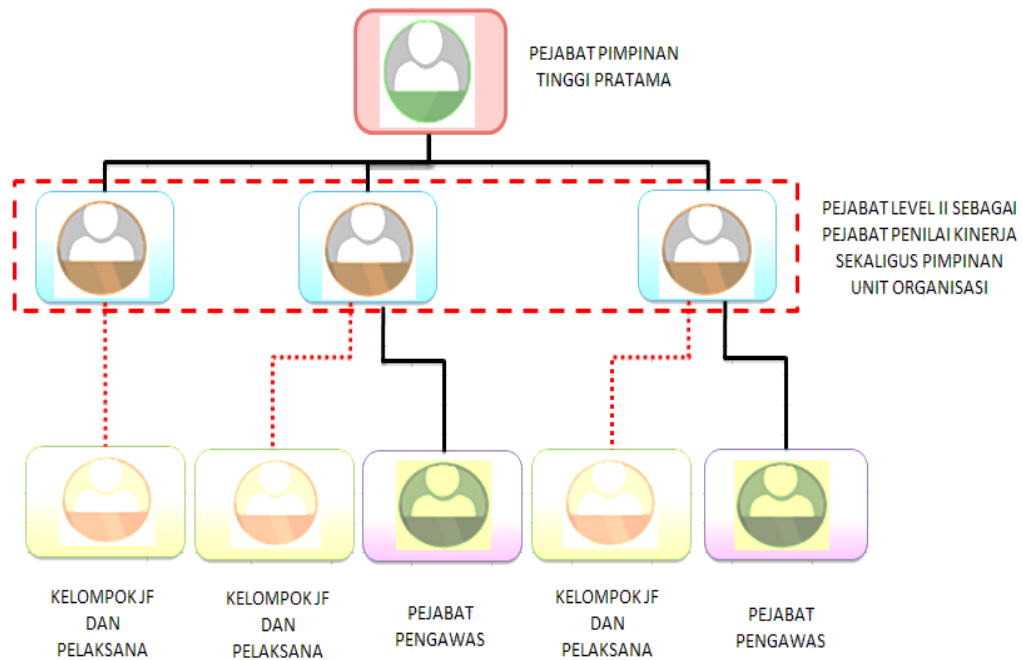 PEJABAT PIMPINAN
TINGGI PRATAMA
PEJABAT LEVEL II SEBAGAI
PEJABAT PENILAI KINERJA
SEKALIGUS PIMPINAN
UNIT ORGANISASI
KELOMPOK JF
DAN
PELAKSANA
KELOMPOK JF
DAN
PELAKSANA
PEJABAT
PENGAWAS
KELOMPOK JF
DAN
PELAKSANA
PEJABAT
PENGAWAS